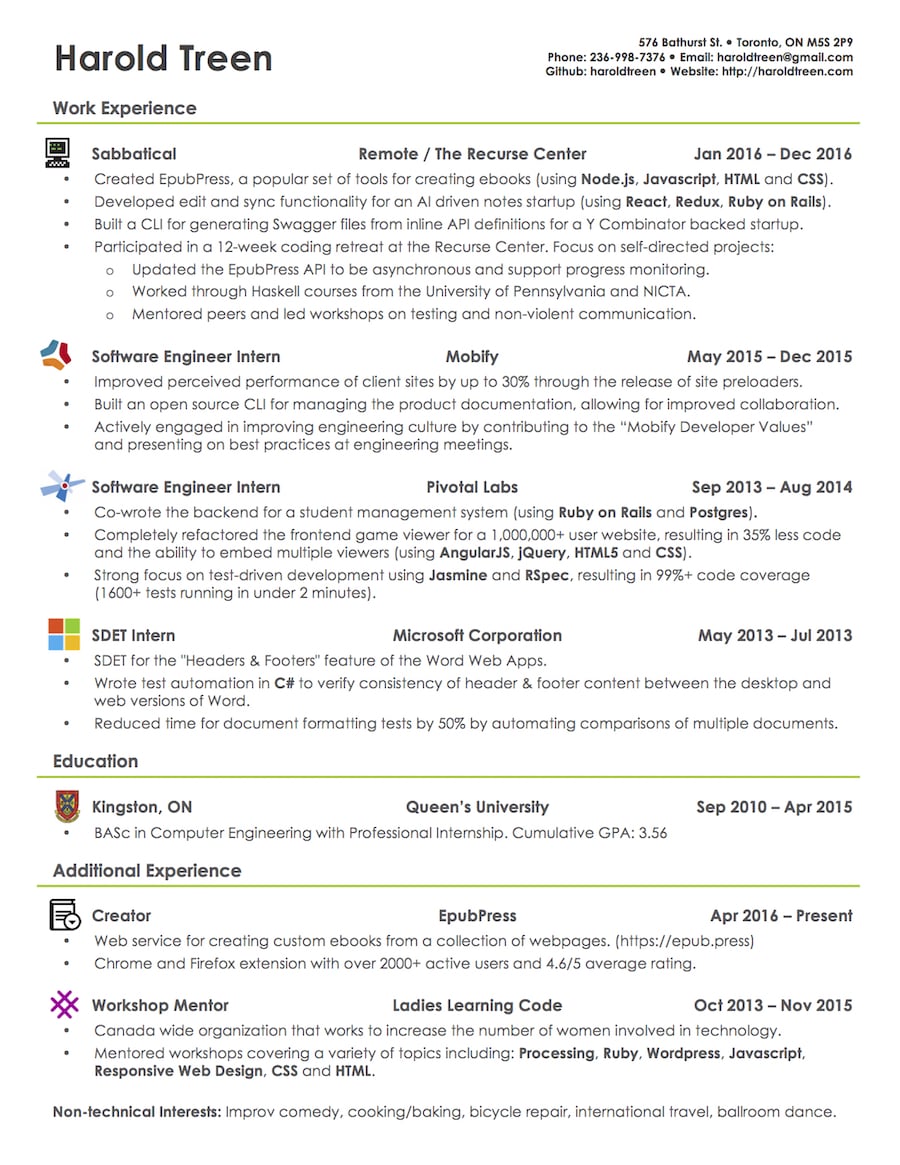 Harold Treen
576 Bathurst St. • Toronto, ON M5S 2P9
Phone: 236-998-7376 • Email: haroldtreen@gmail.com
Github: haroldtreen • Website: http://haroldtreen.com
Work Experience
Sabbatical Remote / The Recurse Center Jan 2016 – Dec 2016
• Created EpubPress, a popular set of tools for creating ebooks (using Node.js, Javascript, HTML and CSS).
• Developed edit and sync functionality for an AI driven notes startup (using React, Redux, Ruby on Rails).
• Built a CLI for generating Swagger files from inline API definitions for a Y Combinator backed startup.
• Participated in a 12-week coding retreat at the Recurse Center. Focus on self-directed projects:
o Updated the EpubPress API to be asynchronous and support progress monitoring.
o Worked through Haskell courses from the University of Pennsylvania and NICTA.
o Mentored peers and led workshops on testing and non-violent communication.
Software Engineer Intern Mobify May 2015 – Dec 2015
• Improved perceived performance of client sites by up to 30% through the release of site preloaders.
• Built an open source CLI for managing the product documentation, allowing for improved collaboration.
• Actively engaged in improving engineering culture by contributing to the “Mobify Developer Values”
and presenting on best practices at engineering meetings.
Software Engineer Intern Pivotal Labs Sep 2013 – Aug 2014
• Co-wrote the backend for a student management system (using Ruby on Rails and Postgres).
• Completely refactored the frontend game viewer for a 1,000,000+ user website, resulting in 35% less code
and the ability to embed multiple viewers (using AngularJS, jQuery, HTML5 and CSS).
• Strong focus on test-driven development using Jasmine and RSpec, resulting in 99%+ code coverage
(1600+ tests running in under 2 minutes).
SDET Intern Microsoft Corporation May 2013 – Jul 2013
• SDET for the "Headers & Footers" feature of the Word Web Apps.
• Wrote test automation in C# to verify consistency of header & footer content between the desktop and
web versions of Word.
• Reduced time for document formatting tests by 50% by automating comparisons of multiple documents.
Education
Kingston, ON Queen’s University Sep 2010 – Apr 2015
• BASc in Computer Engineering with Professional Internship. Cumulative GPA: 3.56
Additional Experience
Creator EpubPress Apr 2016 – Present
• Web service for creating custom ebooks from a collection of webpages. (https://epub.press)
• Chrome and Firefox extension with over 2000+ active users and 4.6/5 average rating.
Workshop Mentor Ladies Learning Code Oct 2013 – Nov 2015
• Canada wide organization that works to increase the number of women involved in technology.
• Mentored workshops covering a variety of topics including: Processing, Ruby, Wordpress, Javascript,
Responsive Web Design, CSS and HTML.
Non-technical Interests: Improv comedy, cooking/baking, bicycle repair, international travel, ballroom dance.